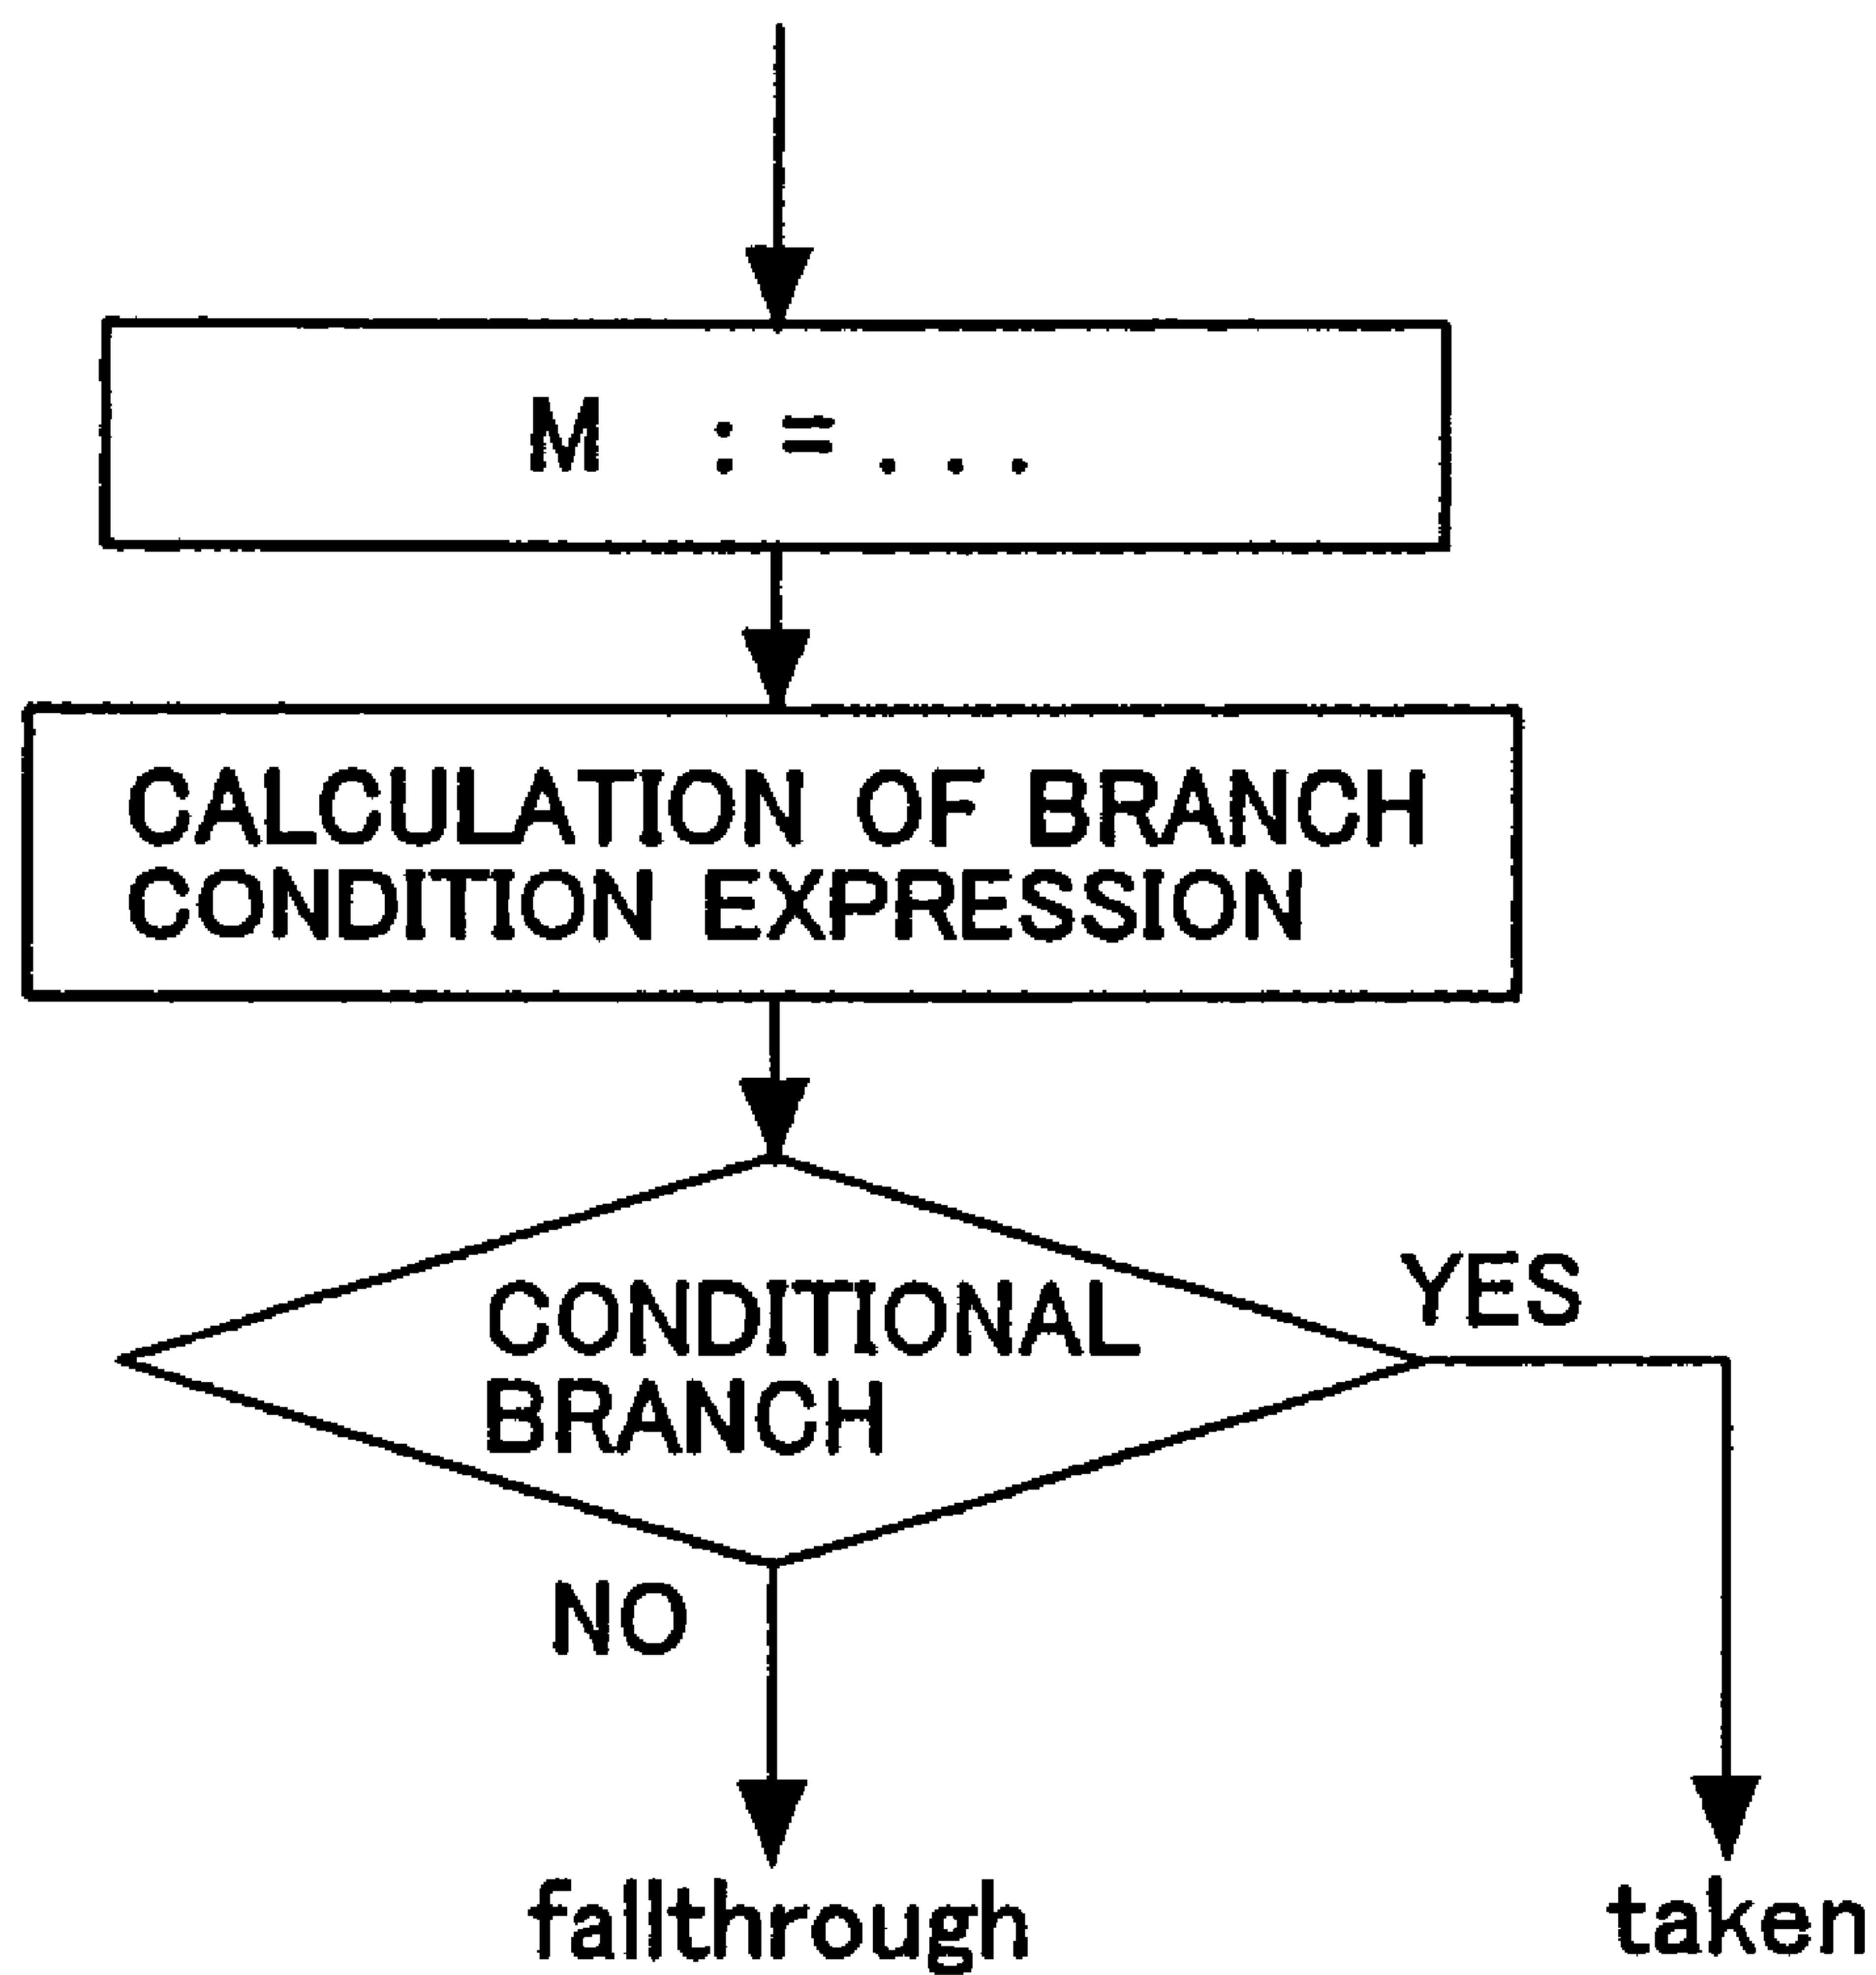 M :=...
CALCULATION OF BRANCH
CONDITION EXPRESSION
CONDITIONAL
BRANCH
YES
NO
fallthrough
taken